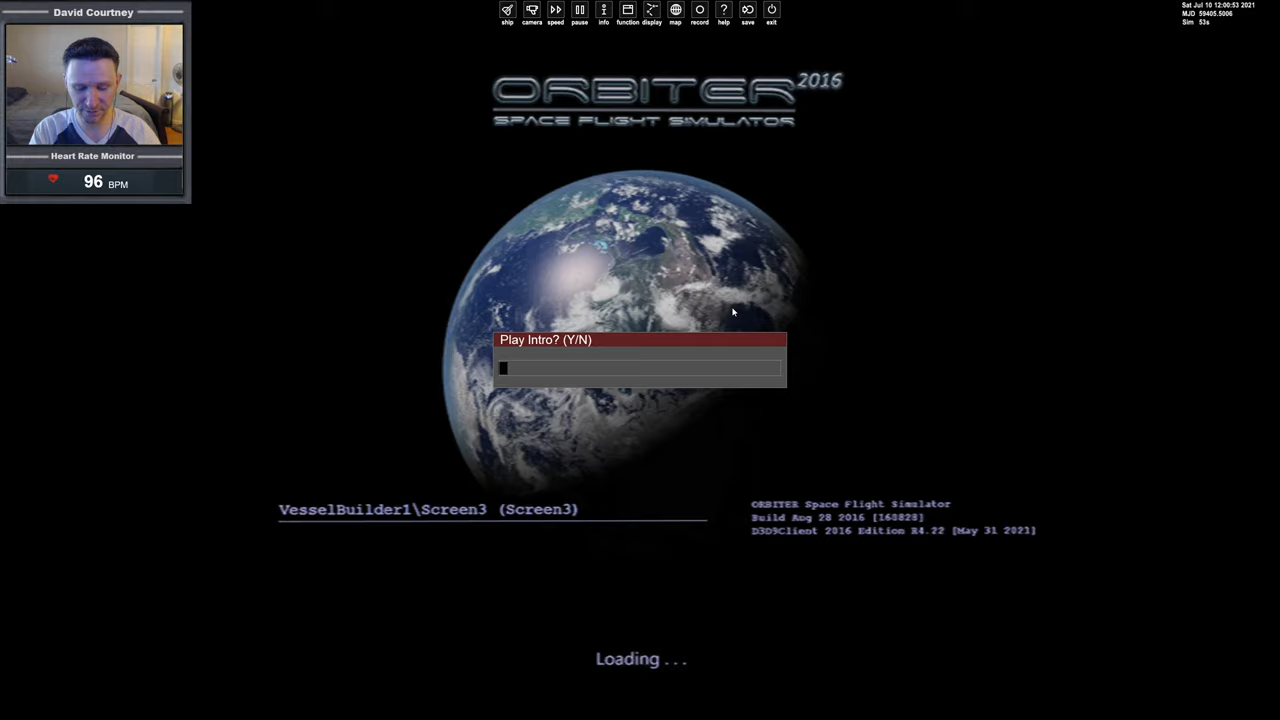 David Courtney
Heart Rate Monitor
96 BPM
ship camera speed pause info function display map record help save exit
Sat Jul 10 12:00:53 2021
MJD 59405.5006
Sim 53s
ORBITER 2016
SPACE FLIGHT SIMULATOR
Play Intro? (Y/N)
VesselBuilder1\Screen3 (Screen3)
ORBITER Space Flight Simulator
Build Aug 28 2016 [160828]
D3D9Client 2016 Edition R4.22 [May 31 2021]
Loading . . .